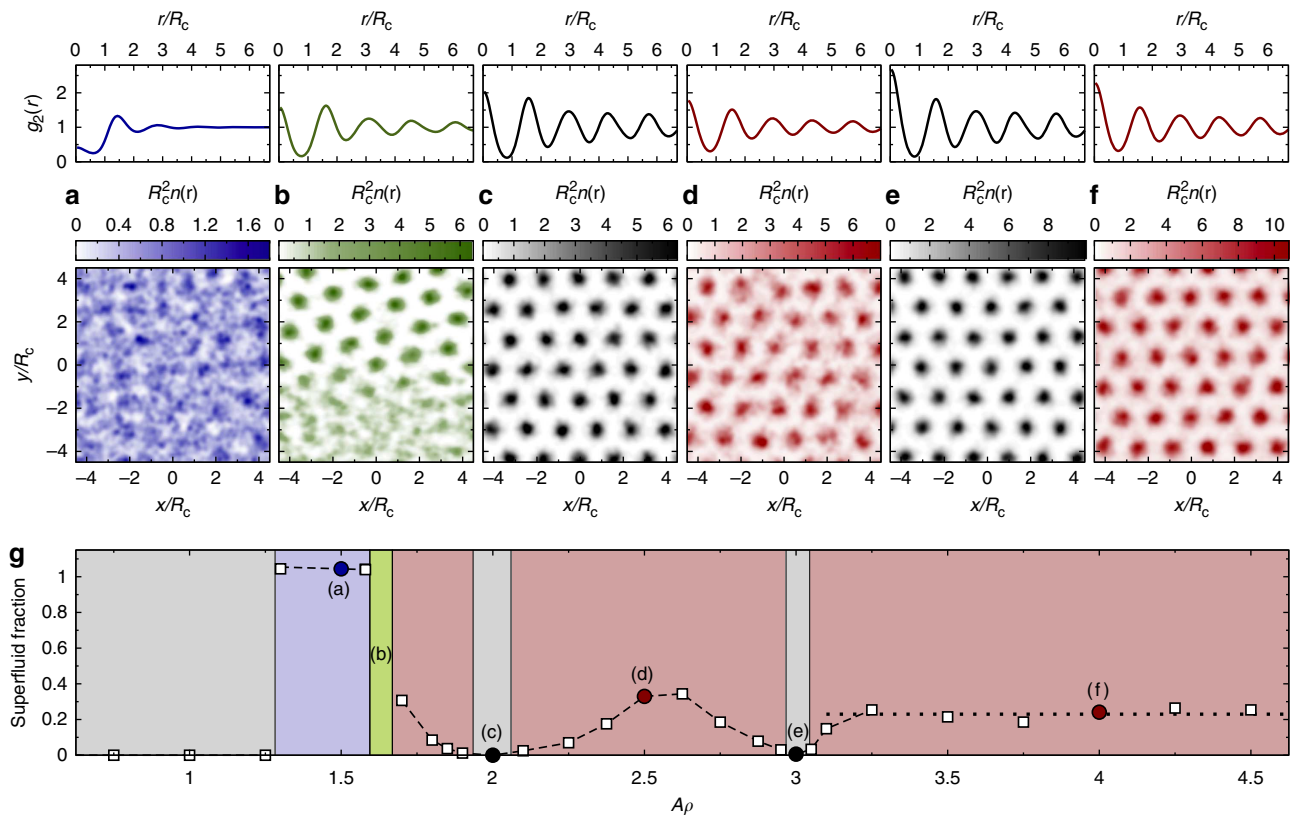 r/Rc r/Rc r/Rc r/Rc r/Rc r/Rc
0 1 2 3 4 5 6 0 1 2 3 4 5 6 0 1 2 3 4 5 6 0 1 2 3 4 5 6 0 1 2 3 4 5 6 0 1 2 3 4 5 6
g2(r)
2
1
0
a R²cn(r) b R²cn(r) c R²cn(r) d R²cn(r) e R²cn(r) f R²cn(r)
0 0.4 0.8 1.2 1.6 0 1 2 3 4 5 6 0 1 2 3 4 5 6 0 1 2 3 4 5 6 0 2 4 6 8 0 2 4 6 8 10
y/Rc
4
2
0
−2
−4
−4 −2 0 2 4 −4 −2 0 2 4 −4 −2 0 2 4 −4 −2 0 2 4 −4 −2 0 2 4 −4 −2 0 2 4
x/Rc x/Rc x/Rc x/Rc x/Rc x/Rc
g
Superfluid fraction
1
0.8
0.6
0.4
0.2
0
(a)
(b)
(c)
(d)
(e)
(f)
1 1.5 2 2.5 3 3.5 4 4.5
Aρ